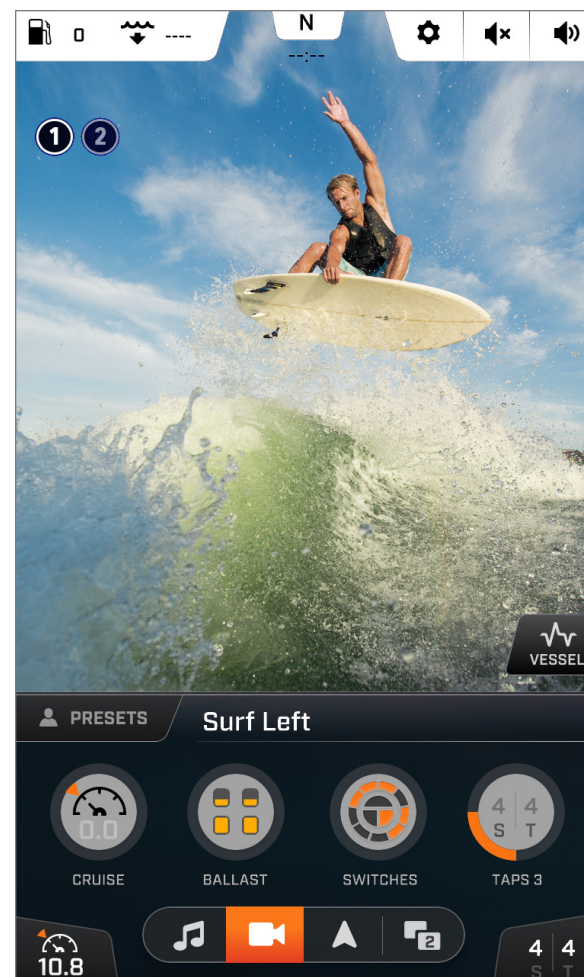 0 ---- N
--:--
1 2
VESSEL
PRESETS Surf Left
0.0
4 4
S T
CRUISE BALLAST SWITCHES TAPS 3
2
10.8
4 4
S T